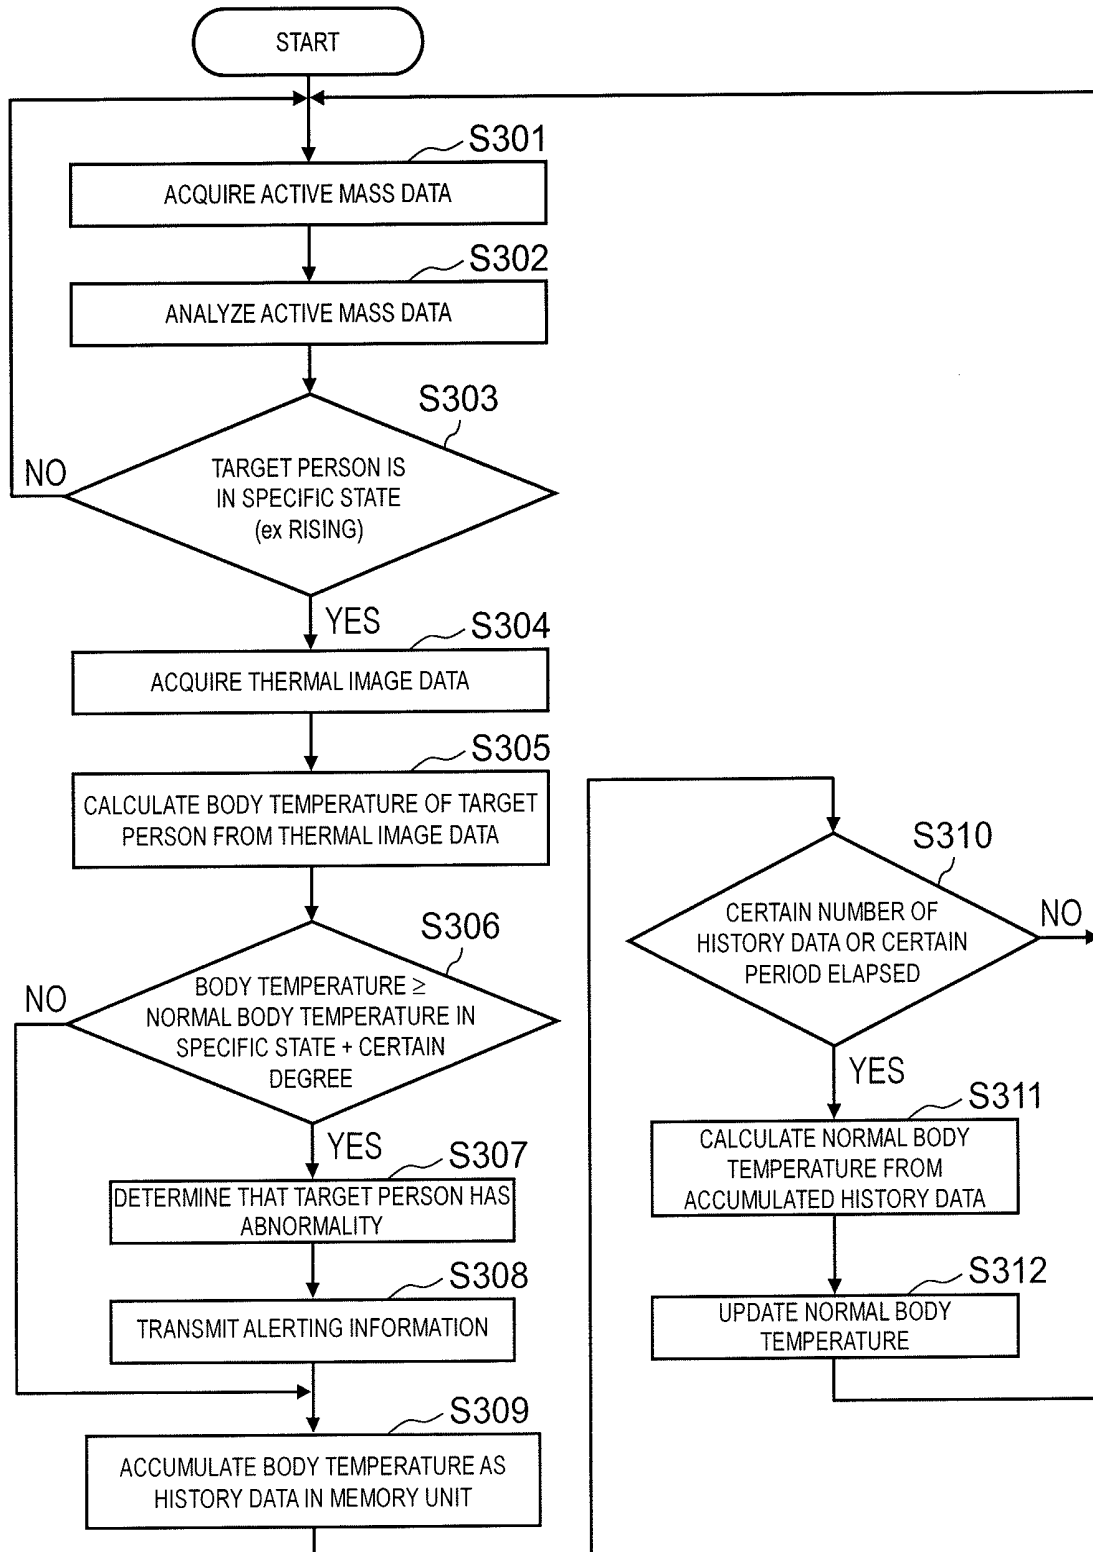 START
S301
ACQUIRE ACTIVE MASS DATA
S302
ANALYZE ACTIVE MASS DATA
S303
TARGET PERSON IS
IN SPECIFIC STATE
(ex RISING)
NO
YES
S304
ACQUIRE THERMAL IMAGE DATA
S305
CALCULATE BODY TEMPERATURE OF TARGET
PERSON FROM THERMAL IMAGE DATA
S306
BODY TEMPERATURE ≥
NORMAL BODY TEMPERATURE IN
SPECIFIC STATE + CERTAIN
DEGREE
NO
YES
S307
DETERMINE THAT TARGET PERSON HAS
ABNORMALITY
S308
TRANSMIT ALERTING INFORMATION
S309
ACCUMULATE BODY TEMPERATURE AS
HISTORY DATA IN MEMORY UNIT
S310
CERTAIN NUMBER OF
HISTORY DATA OR CERTAIN
PERIOD ELAPSED
NO
YES
S311
CALCULATE NORMAL BODY
TEMPERATURE FROM
ACCUMULATED HISTORY DATA
S312
UPDATE NORMAL BODY
TEMPERATURE